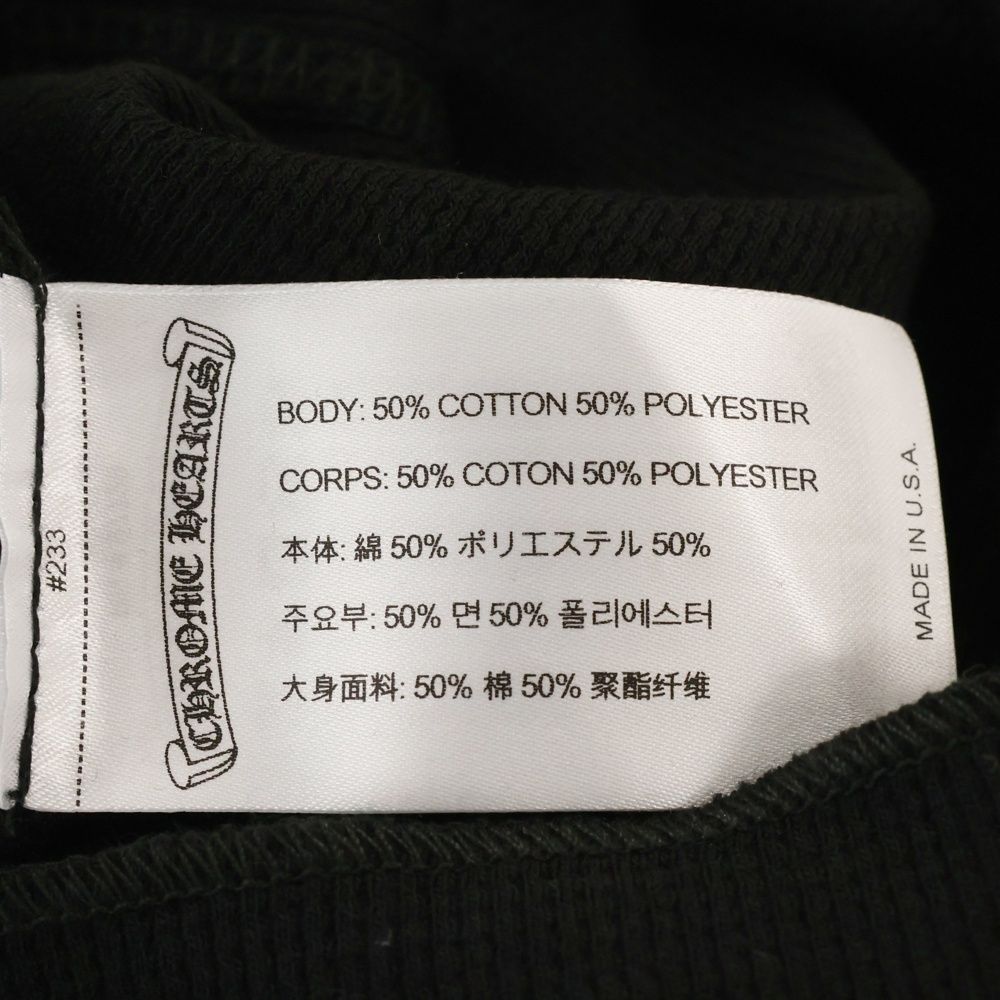 #233
CHROME HEARTS
BODY: 50% COTTON 50% POLYESTER
CORPS: 50% COTON 50% POLYESTER
本体: 綿 50% ポリエステル 50%
주요부: 50% 면 50% 폴리에스터
大身面料: 50% 棉 50% 聚酯纤维
MADE IN U.S.A.